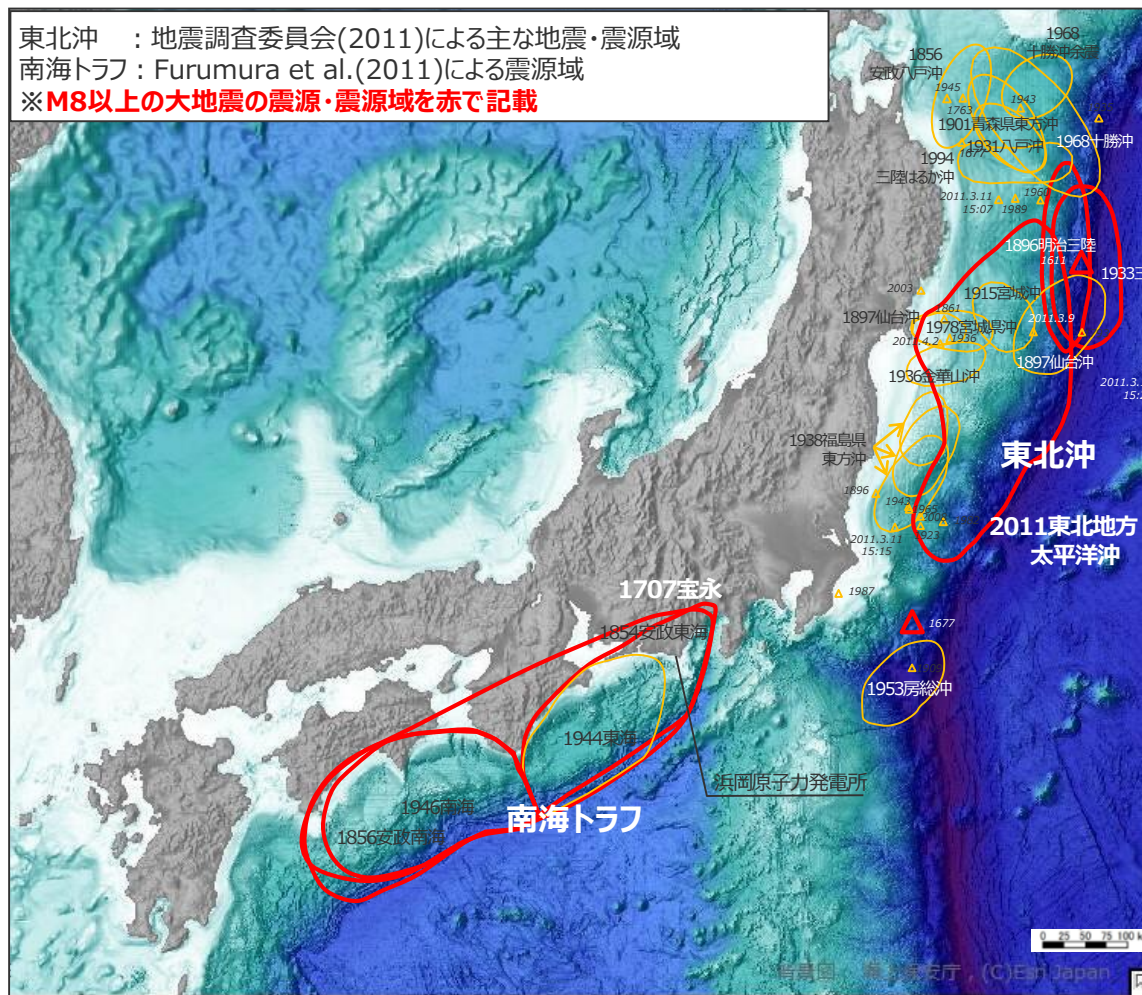 東北沖　：地震調査委員会(2011)による主な地震・震源域
南海トラフ：Furumura et al.(2011)による震源域
※M8以上の大地震の震源・震源域を赤で記載
1968
十勝沖余震
1856
安政八戸沖
1945
1763
1943
1901青森県東方沖
1931八戸沖
1968十勝沖
1677
1994
三陸はるか沖
2011.3.11
15:07
1989
1960
1896明治三陸
1611
1933三
2003
1915宮城沖
1861
1897仙台沖
1978宮城県沖
2011.3.9
1936
1897仙台沖
1936金華山沖
2011.3.
1938福島県
東方沖
東北沖
1896
1943
1923
2011.3.11
15:15
2011東北地方
太平洋沖
1987
1707宝永
1677
1854安政東海
1953房総沖
1944東海
浜岡原子力発電所
1946南海
南海トラフ
1856安政南海
0 25 50 75 100 k
(C)Esri Japan